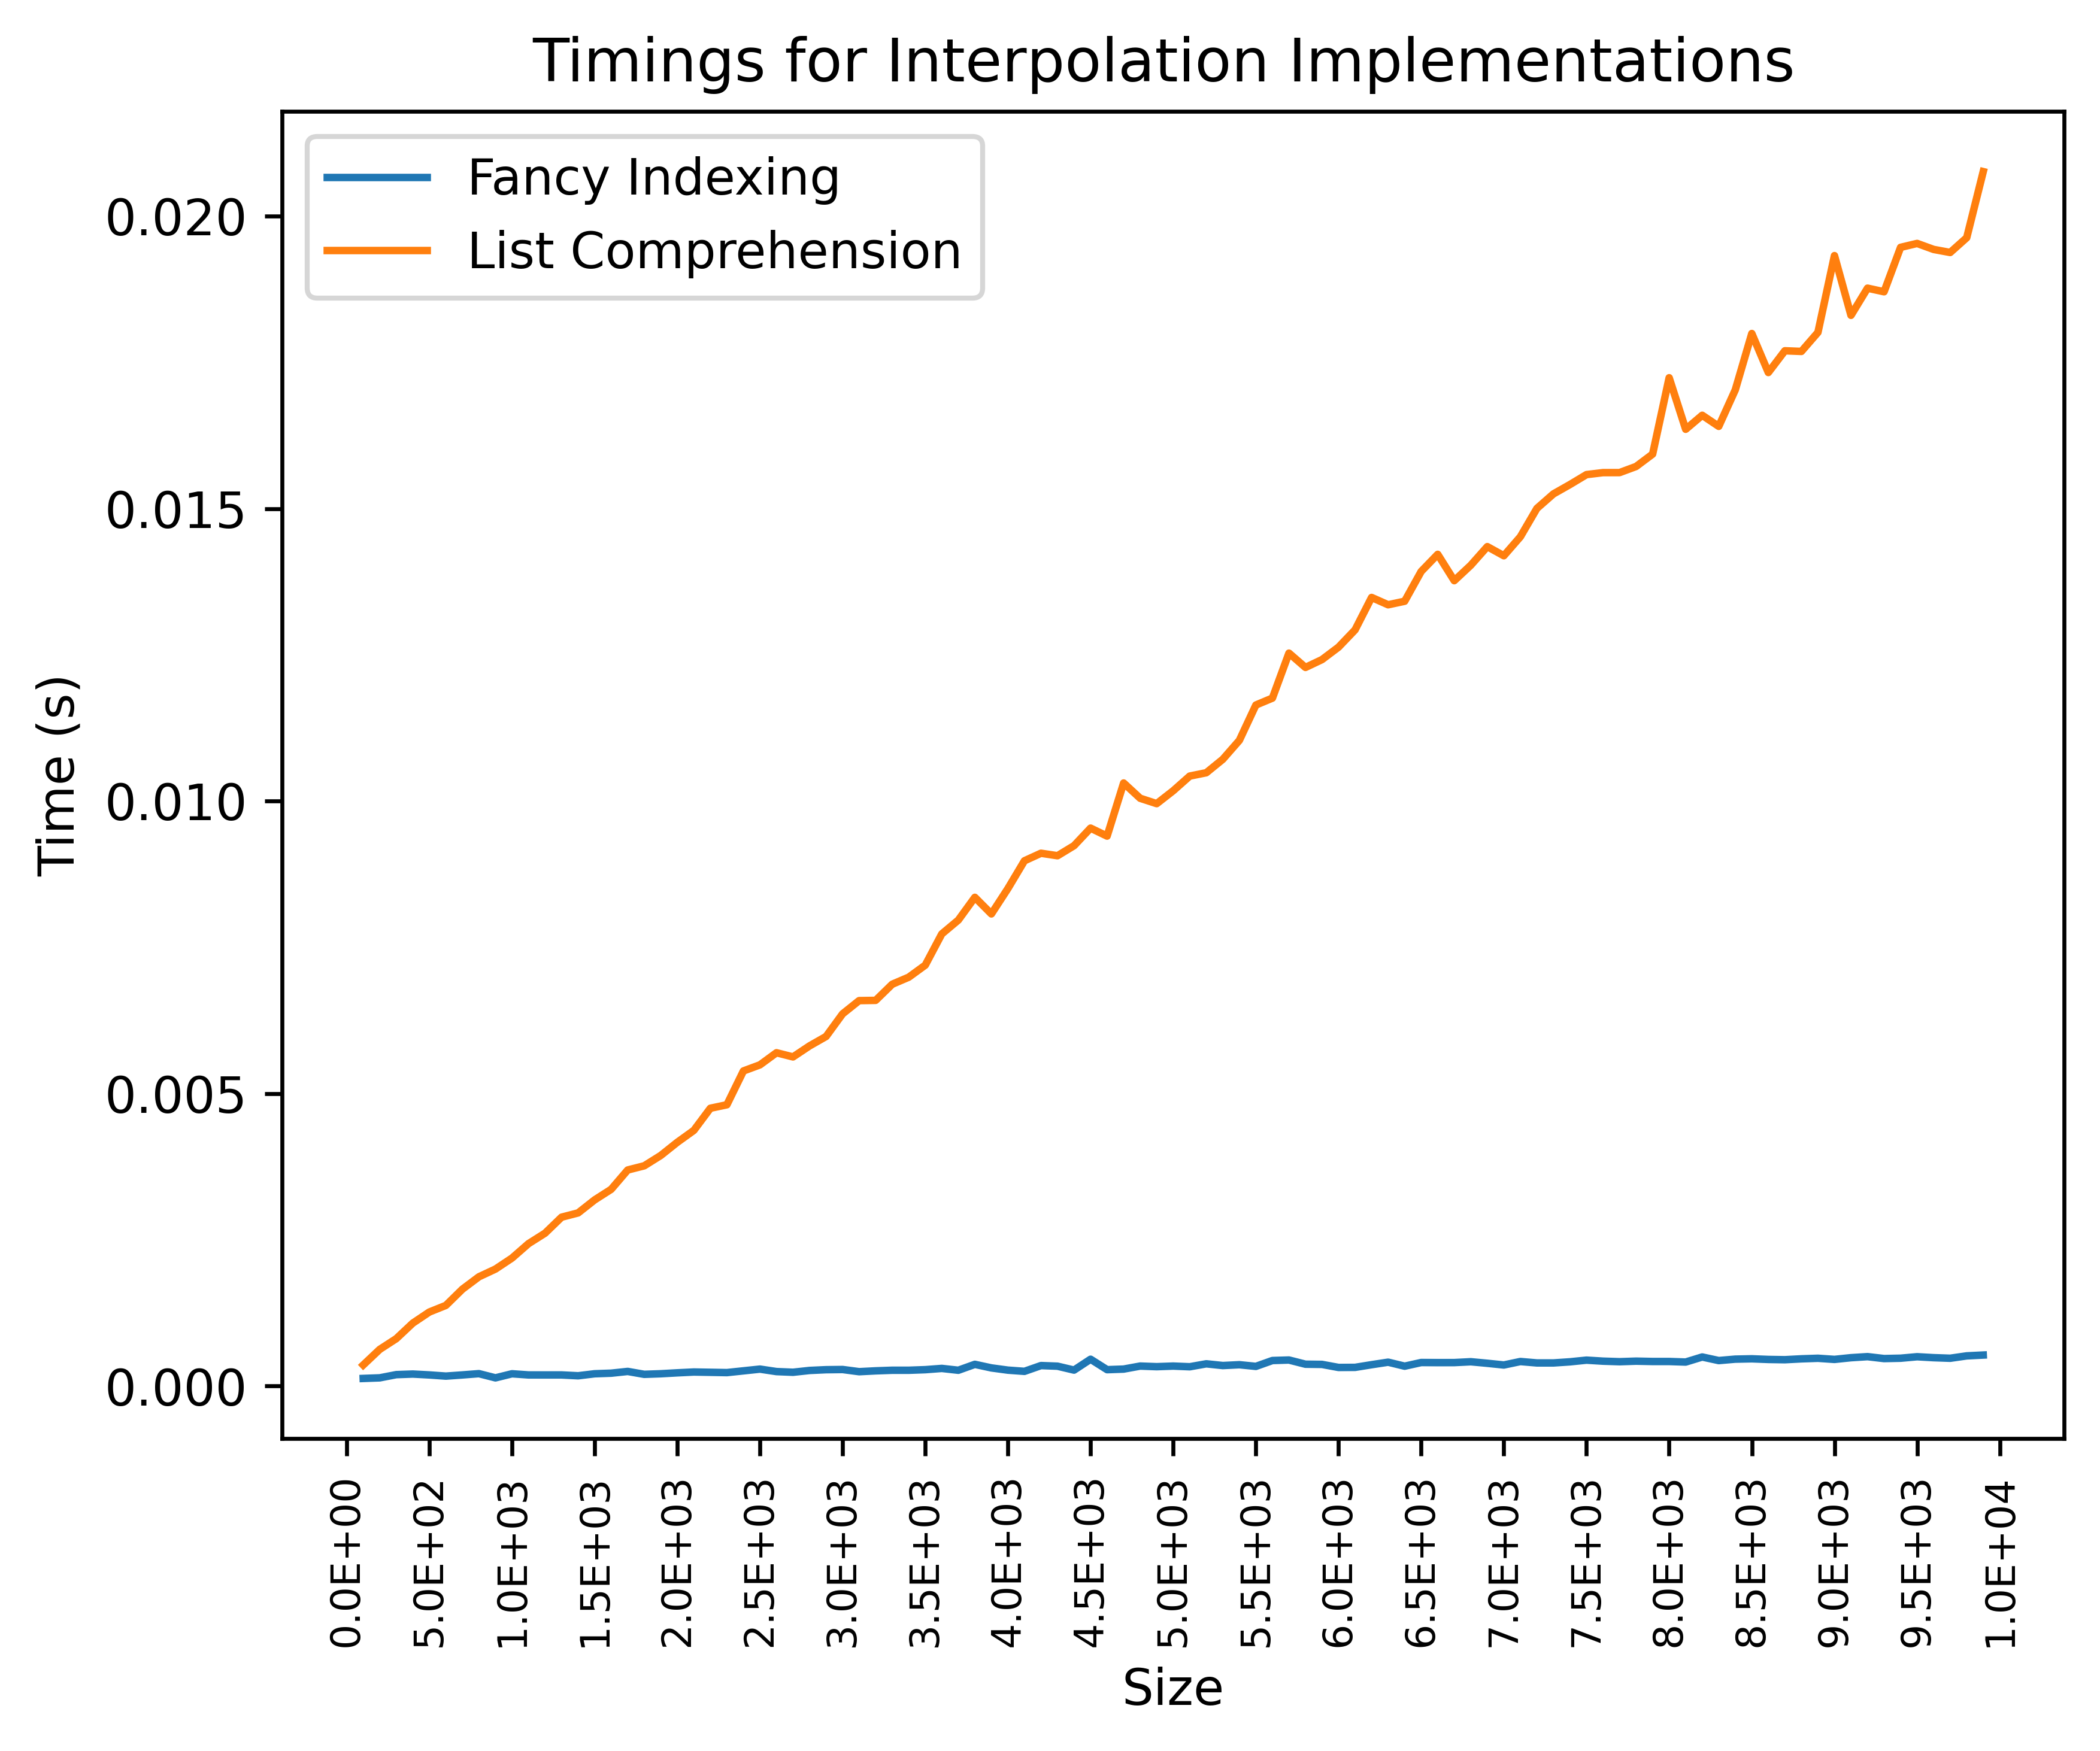 Timings for Interpolation Implementations
Fancy Indexing
List Comprehension
0.020
0.015
0.010
0.005
0.000
Time (s)
0.0E+00
5.0E+02
1.0E+03
1.5E+03
2.0E+03
2.5E+03
3.0E+03
3.5E+03
4.0E+03
4.5E+03
5.0E+03
5.5E+03
6.0E+03
6.5E+03
7.0E+03
7.5E+03
8.0E+03
8.5E+03
9.0E+03
9.5E+03
1.0E+04
Size